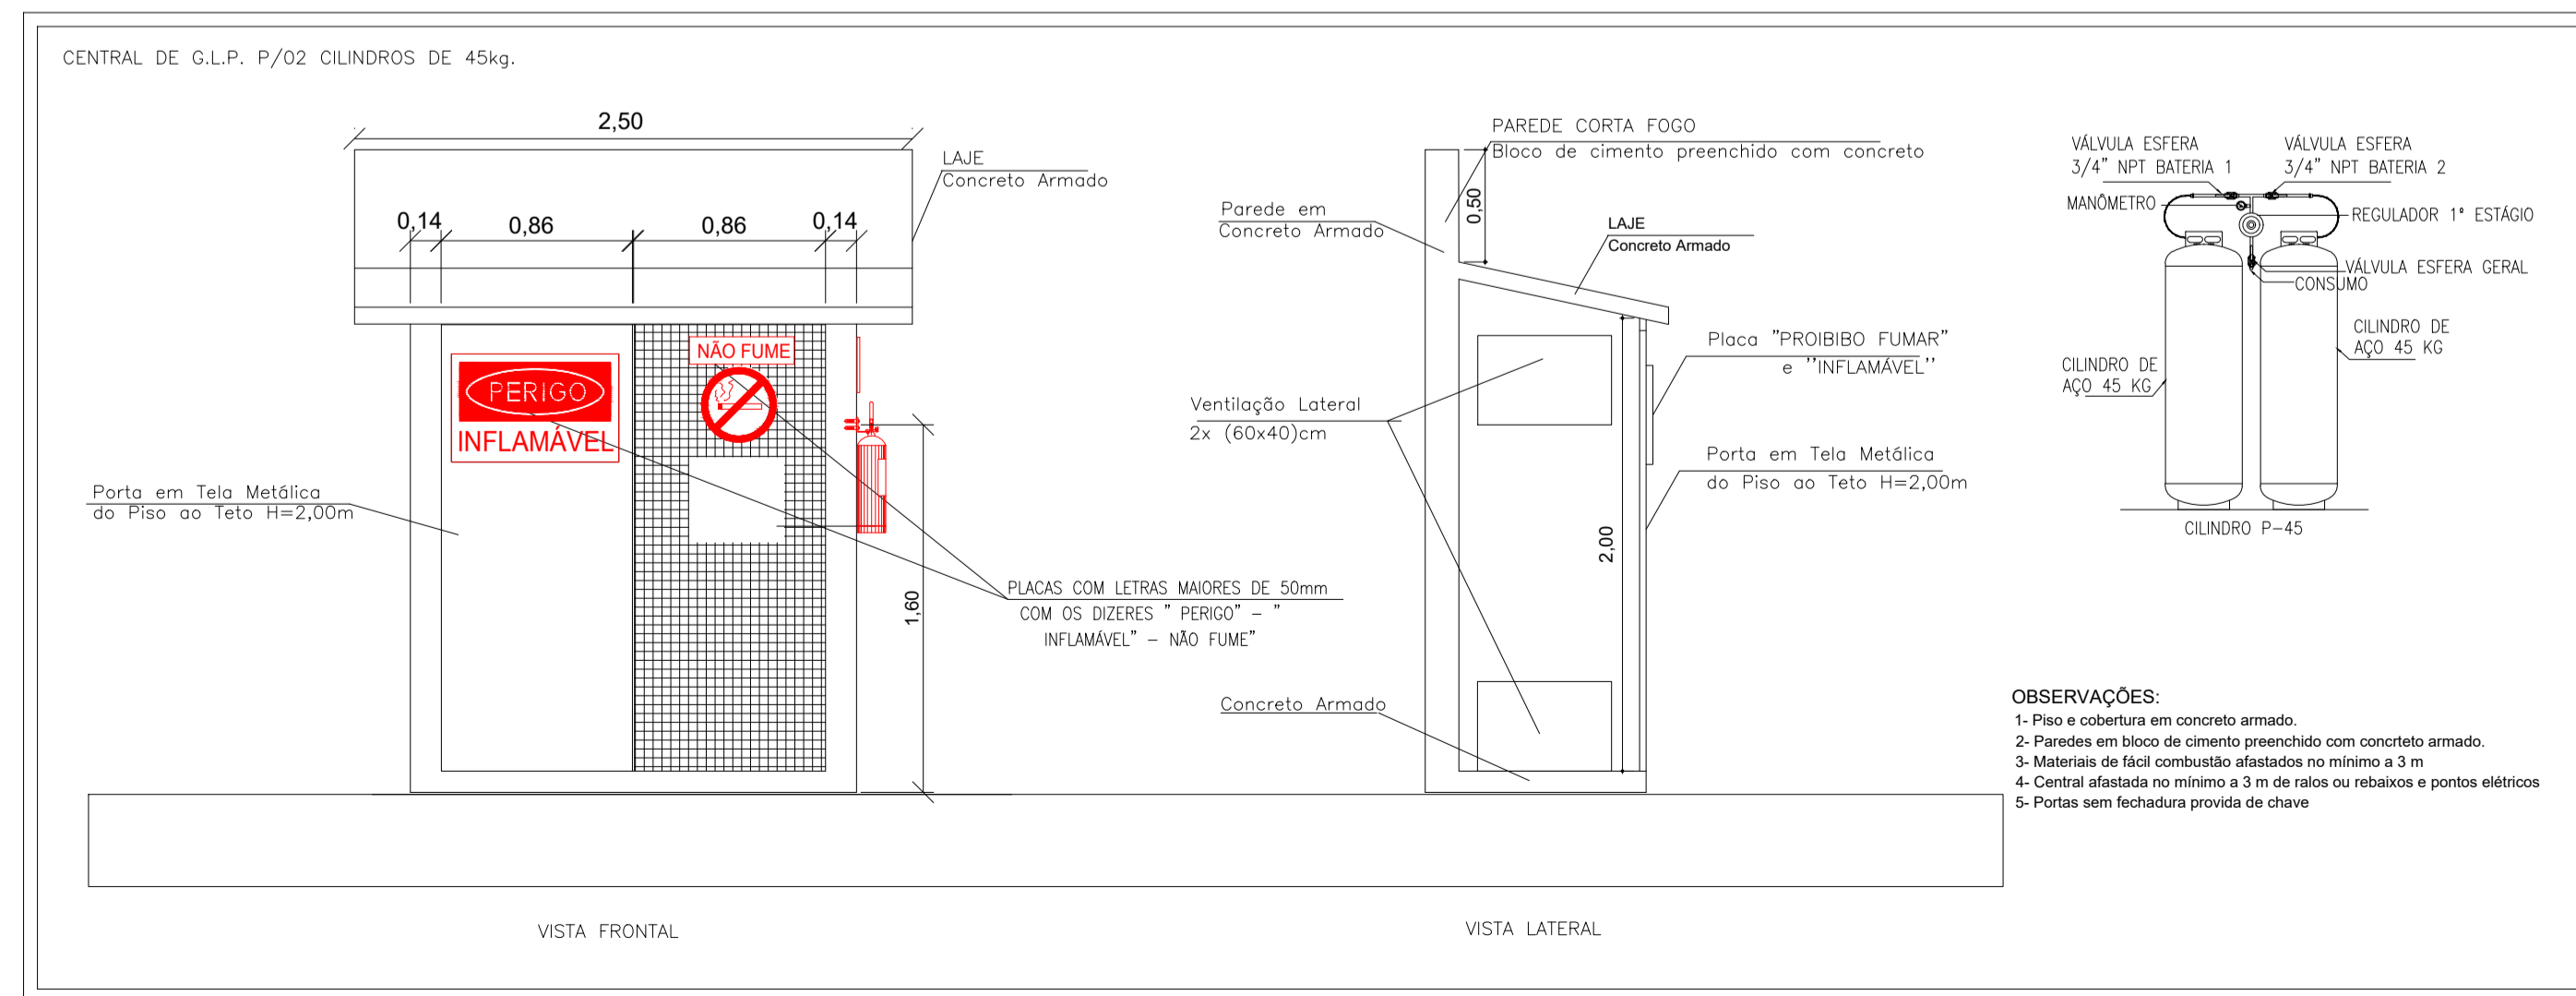 CENTRAL DE G.L.P. P/02 CILINDROS DE 45kg.
2,50
LAJE
Concreto Armado
0,14
0,86
0,86
0,14
NÃO FUME
PERIGO
INFLAMÁVEL
Porta em Tela Metálica
do Piso ao Teto H=2,00m
1,60
PLACAS COM LETRAS MAIORES DE 50mm
COM OS DIZERES " PERIGO" - "
INFLAMÁVEL" - NÃO FUME"
VISTA FRONTAL
PAREDE CORTA FOGO
Bloco de cimento preenchido com concreto
0,50
Parede em
Concreto Armado
LAJE
Concreto Armado
Placa "PROIBIBO FUMAR"
e ''INFLAMÁVEL''
Ventilação Lateral
2x (60x40)cm
Porta em Tela Metálica
do Piso ao Teto H=2,00m
2,00
Concreto Armado
VISTA LATERAL
VÁLVULA ESFERA
3/4" NPT BATERIA 1
VÁLVULA ESFERA
3/4" NPT BATERIA 2
MANÔMETRO
REGULADOR 1º ESTÁGIO
VÁLVULA ESFERA GERAL
CONSUMO
CILINDRO DE
AÇO 45 KG
CILINDRO DE
AÇO 45 KG
CILINDRO P-45
OBSERVAÇÕES:
1- Piso e cobertura em concreto armado.
2- Paredes em bloco de cimento preenchido com concrteto armado.
3- Materiais de fácil combustão afastados no mínimo a 3 m
4- Central afastada no mínimo a 3 m de ralos ou rebaixos e pontos elétricos
5- Portas sem fechadura provida de chave